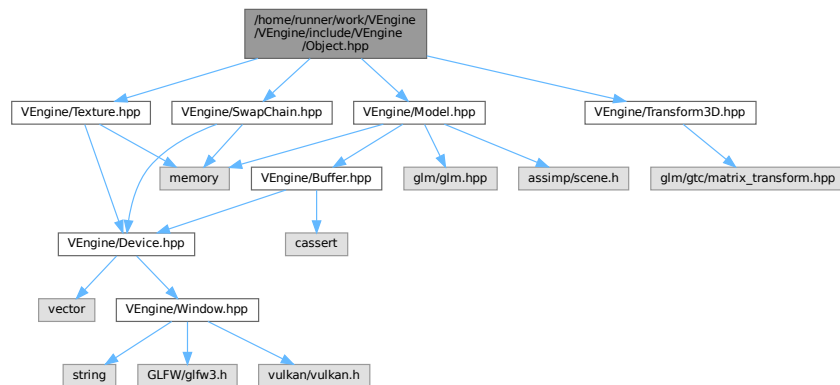 /home/runner/work/VEngine
/VEngine/include/VEngine
/Object.hpp
VEngine/Texture.hpp
VEngine/SwapChain.hpp
VEngine/Model.hpp
VEngine/Transform3D.hpp
memory
VEngine/Buffer.hpp
glm/glm.hpp
assimp/scene.h
glm/gtc/matrix_transform.hpp
VEngine/Device.hpp
cassert
vector
VEngine/Window.hpp
string
GLFW/glfw3.h
vulkan/vulkan.h